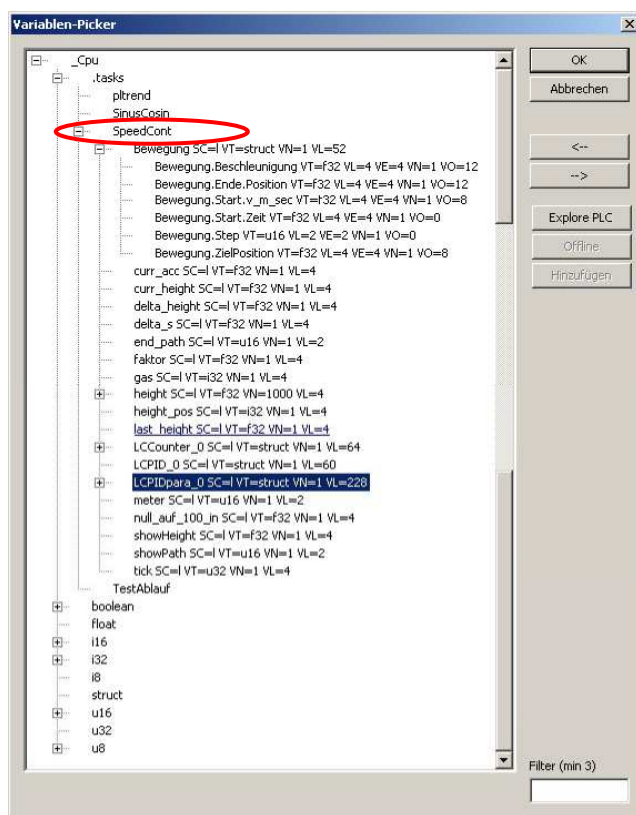 Variablen-Picker
_Cpu
.tasks
pltrend
SinusCosin
SpeedCont
Bewegung SC=l VT=struct VN=1 VL=52
Bewegung.Beschleunigung VT=f32 VL=4 VE=4 VN=1 VO=12
Bewegung.Ende.Position VT=f32 VL=4 VE=4 VN=1 VO=12
Bewegung.Start.v_m_sec VT=f32 VL=4 VE=4 VN=1 VO=8
Bewegung.Start.Zeit VT=f32 VL=4 VE=4 VN=1 VO=0
Bewegung.Step VT=u16 VL=2 VE=2 VN=1 VO=0
Bewegung.ZielPosition VT=f32 VL=4 VE=4 VN=1 VO=8
curr_acc SC=l VT=f32 VN=1 VL=4
curr_height SC=l VT=f32 VN=1 VL=4
delta_height SC=l VT=f32 VN=1 VL=4
delta_s SC=l VT=f32 VN=1 VL=4
end_path SC=l VT=u16 VN=1 VL=2
faktor SC=l VT=f32 VN=1 VL=4
gas SC=l VT=i32 VN=1 VL=4
height SC=l VT=f32 VN=1000 VL=4
height_pos SC=l VT=i32 VN=1 VL=4
last_height SC=l VT=f32 VN=1 VL=4
LCCounter_0 SC=l VT=struct VN=1 VL=64
LCPID_0 SC=l VT=struct VN=1 VL=60
LCPIDpara_0 SC=l VT=struct VN=1 VL=228
meter SC=l VT=u16 VN=1 VL=2
null_auf_100_in SC=l VT=f32 VN=1 VL=4
showHeight SC=l VT=f32 VN=1 VL=4
showPath SC=l VT=u16 VN=1 VL=2
tick SC=l VT=u32 VN=1 VL=4
TestAblauf
boolean
float
i16
i32
i8
struct
u16
u32
u8
OK
Abbrechen
<--
-->
Explore PLC
Offline
Hinzufügen
Filter (min 3)